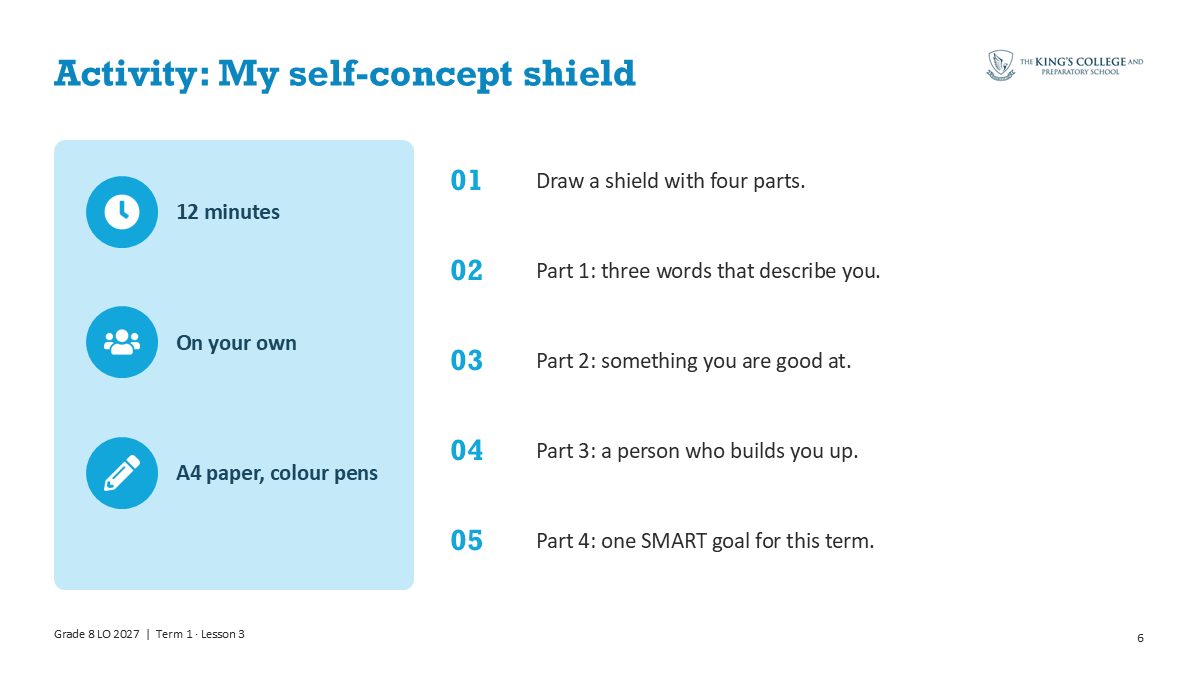 Activity: My self-concept shield
THE KING'S COLLEGE AND
PREPARATORY SCHOOL
12 minutes
On your own
A4 paper, colour pens
01 Draw a shield with four parts.
02 Part 1: three words that describe you.
03 Part 2: something you are good at.
04 Part 3: a person who builds you up.
05 Part 4: one SMART goal for this term.
Grade 8 LO 2027 | Term 1 · Lesson 3
6